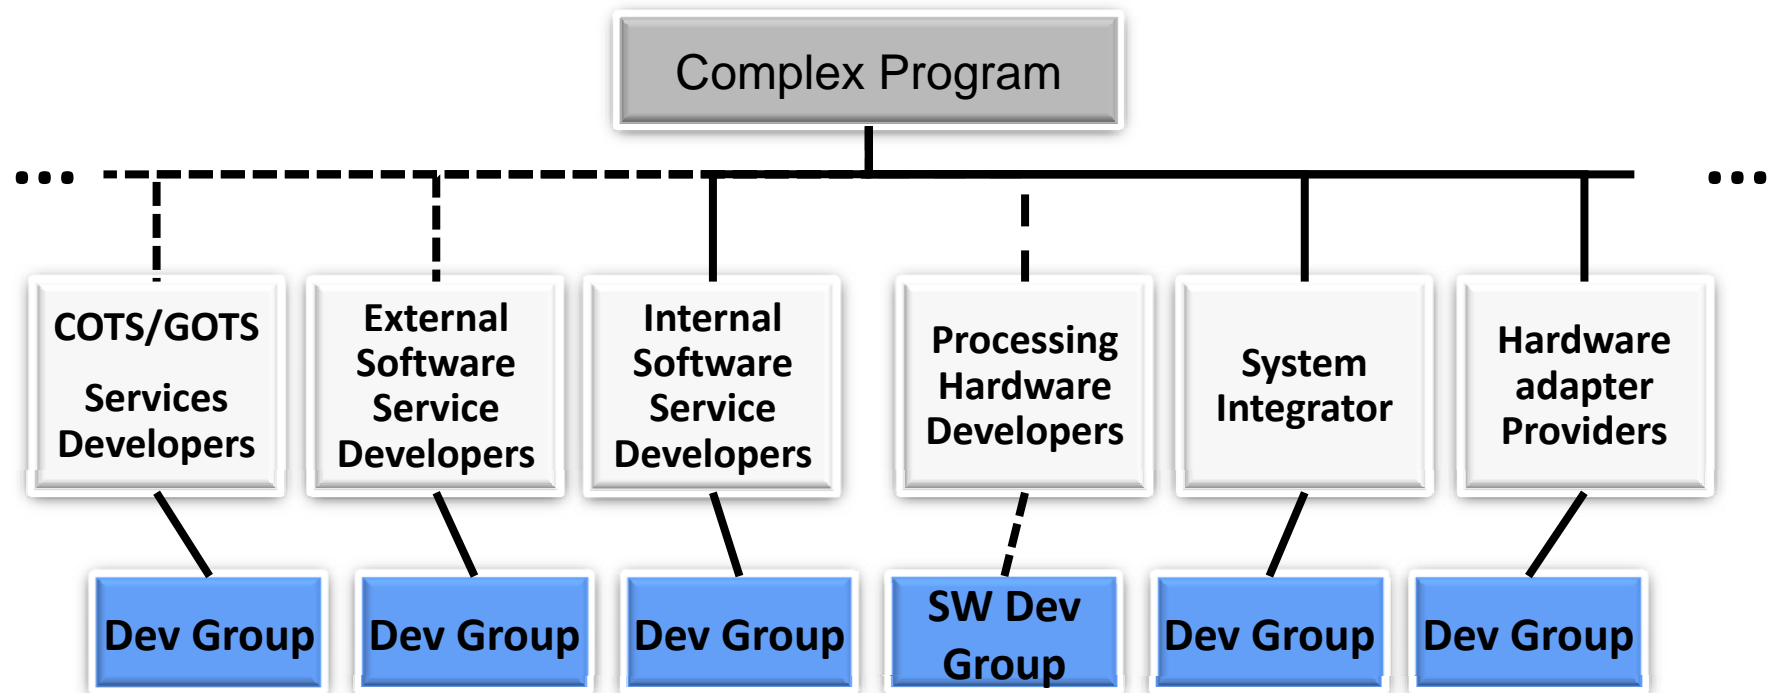 Complex Program
... ...
COTS/GOTS
Services
Developers
External
Software
Service
Developers
Internal
Software
Service
Developers
Processing
Hardware
Developers
System
Integrator
Hardware
adapter
Providers
Dev Group
Dev Group
Dev Group
SW Dev
Group
Dev Group
Dev Group